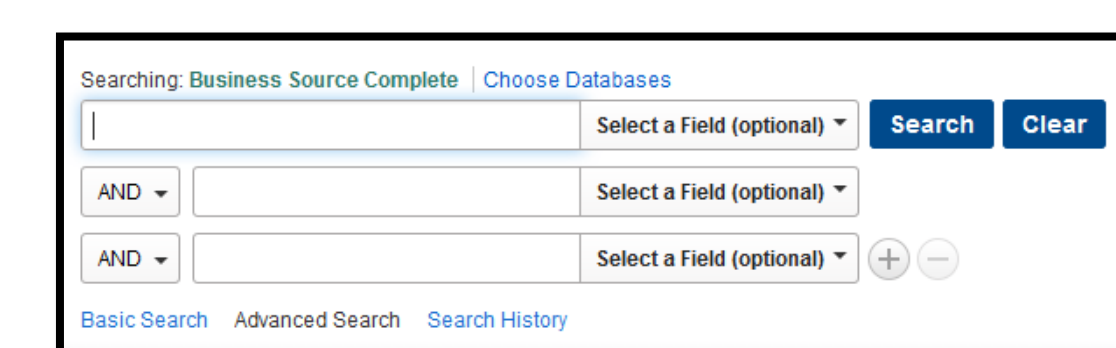 Searching: Business Source Complete Choose Databases
Select a Field (optional) Search Clear
AND Select a Field (optional)
AND Select a Field (optional)
Basic Search Advanced Search Search History